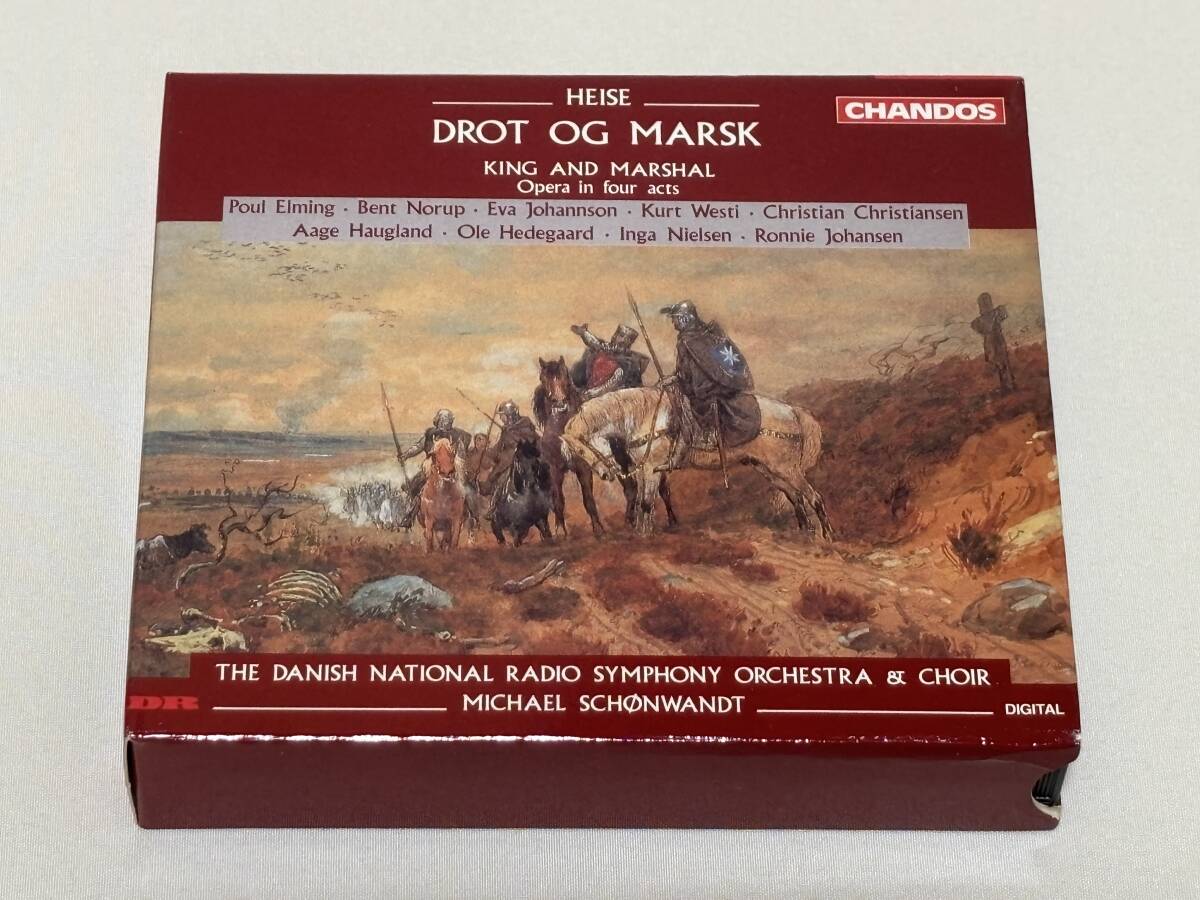 HEISE
CHANDOS
DROT OG MARSK
KING AND MARSHAL
Opera in four acts
Poul Elming · Bent Norup · Eva Johannson · Kurt Westi · Christian Christiansen
Aage Haugland · Ole Hedegaard · Inga Nielsen · Ronnie Johansen
THE DANISH NATIONAL RADIO SYMPHONY ORCHESTRA & CHOIR
DR
MICHAEL SCHØNWANDT
DIGITAL